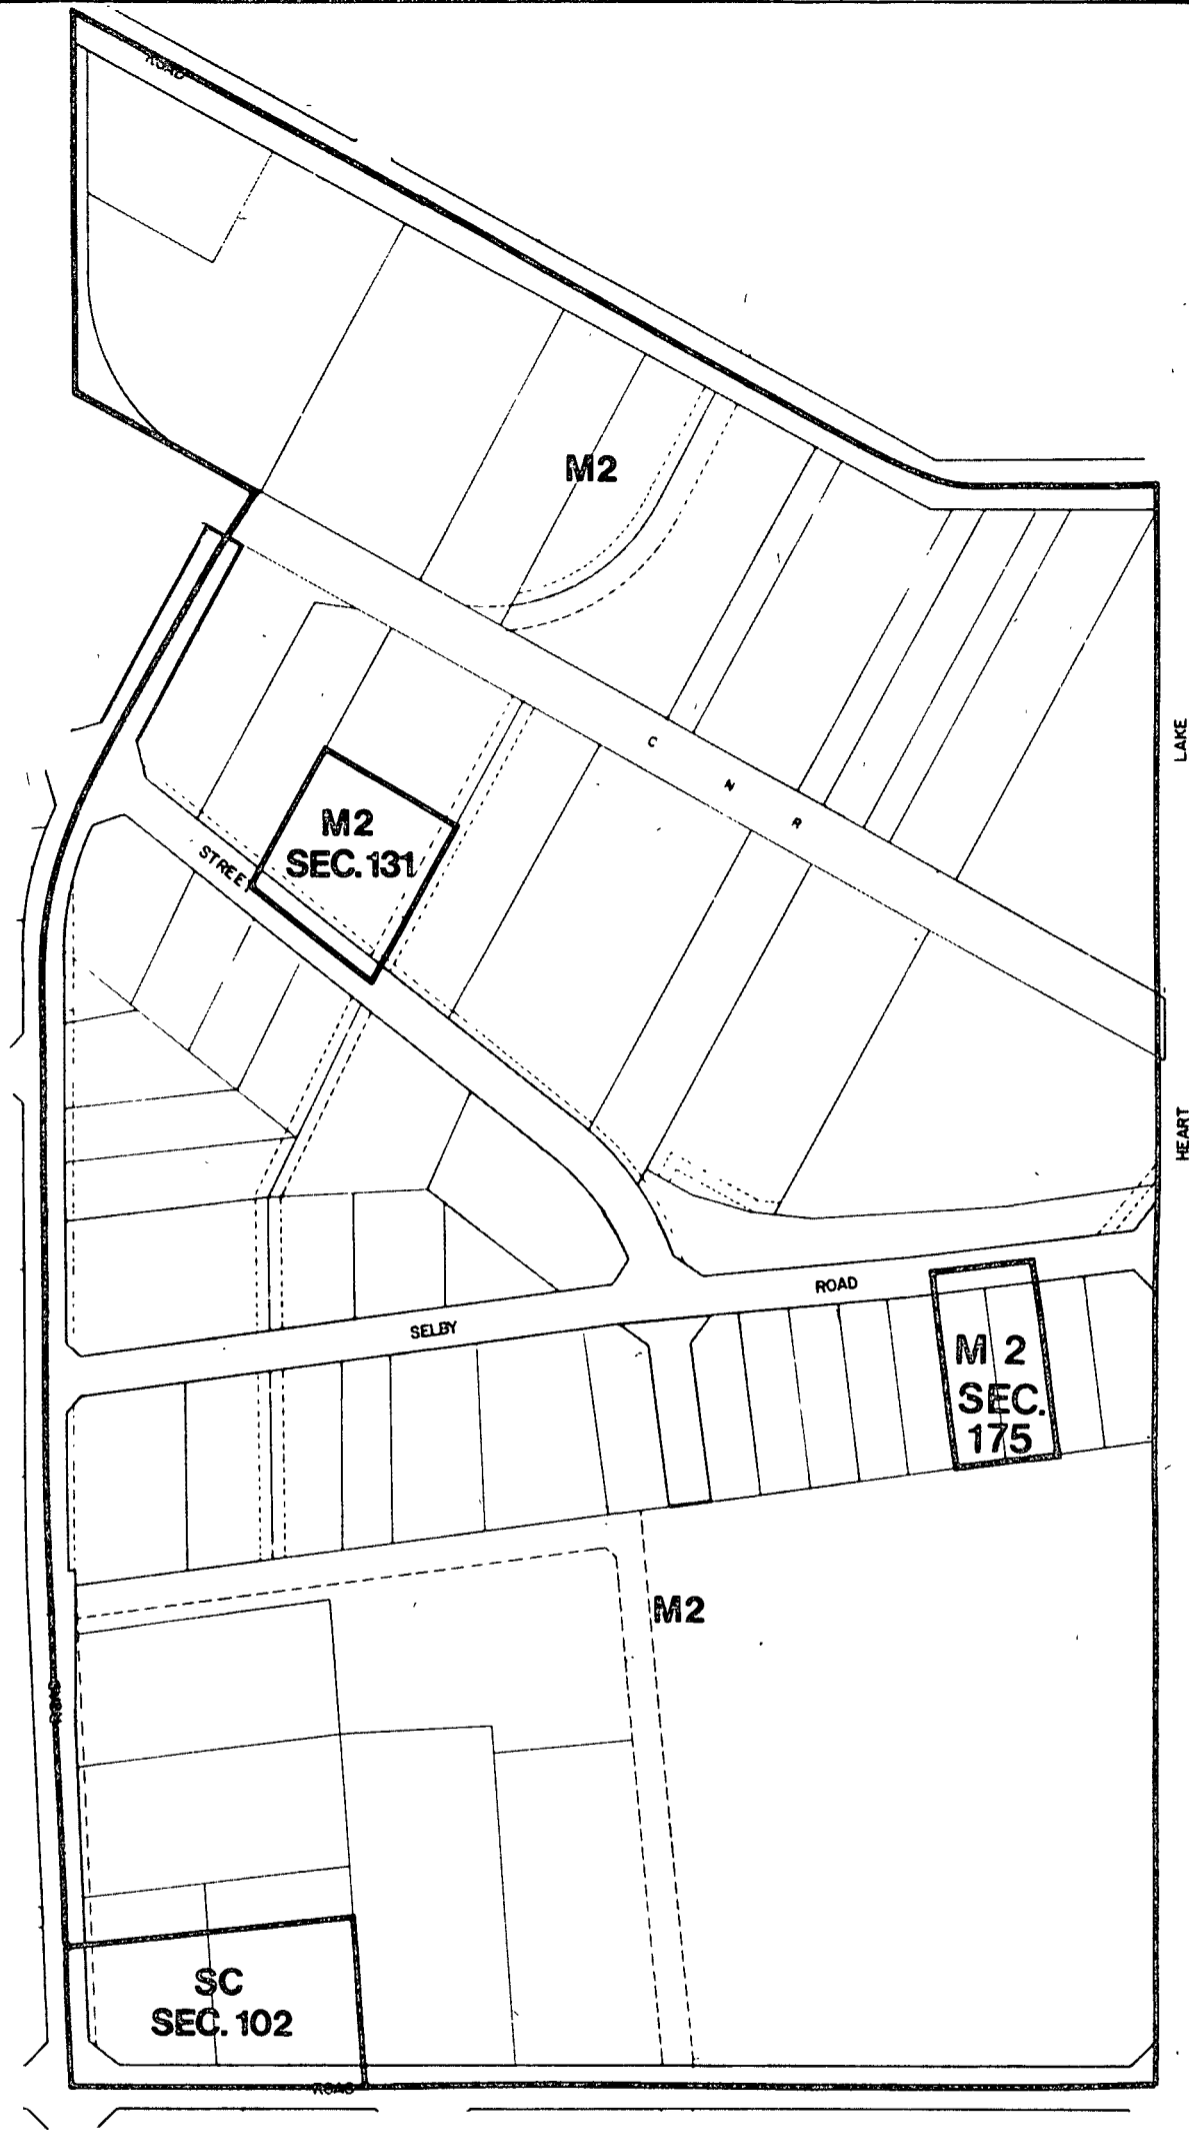 ROAD
M2
LAKE
C N R
M2
SEC. 131
STREET
HEART
ROAD
SELBY
M 2
SEC.
175
M2
ROAD
SC
SEC. 102
ROAD